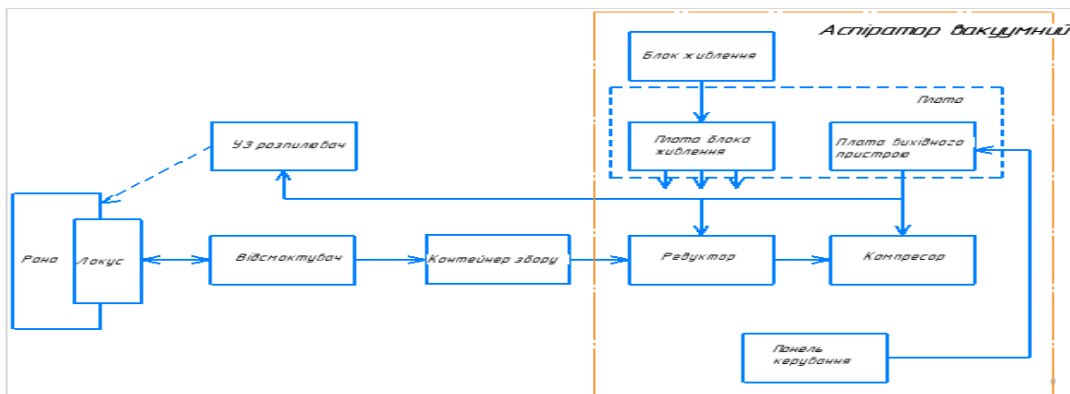 Аспіратор вакуумний
Блок живлення
Плата
УЗ розпилювач
Плата блока
живлення
Плата вихідного
пристрою
Рана
Локус
Відсмоктувач
Контейнер збору
Редуктор
Компресор
Панель
керування